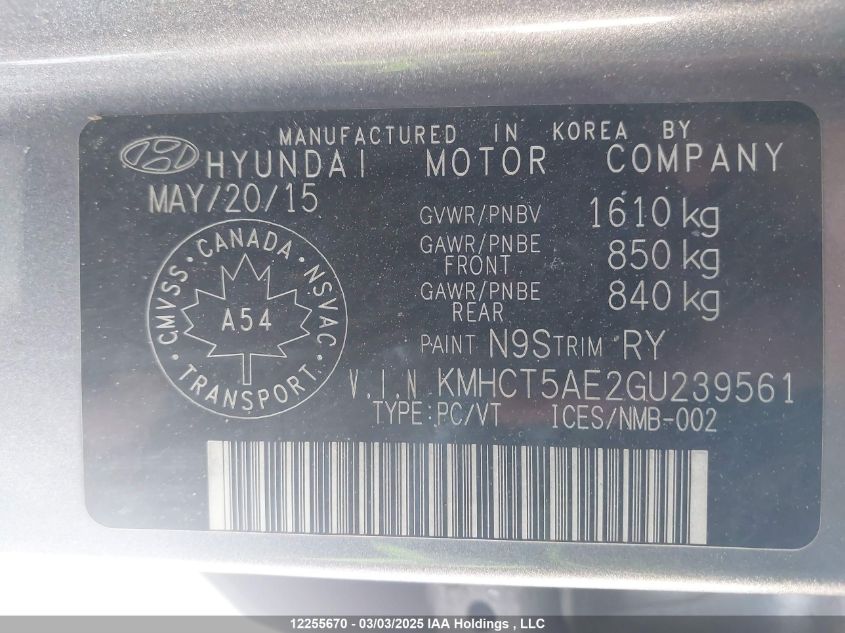 MANUFACTURED IN KOREA BY
HYUNDAI MOTOR COMPANY
MAY/20/15
GVWR/PNBV 1610 kg
GAWR/PNBE FRONT 850 kg
GAWR/PNBE REAR 840 kg
CANADA · NSVAC · TRANSPORT · CMVSS ·
A54
PAINT N9S TRIM RY
V.I.N KMHCT5AE2GU239561
TYPE:PC/VT ICES/NMB-002
12255670 - 03/03/2025 IAA Holdings , LLC